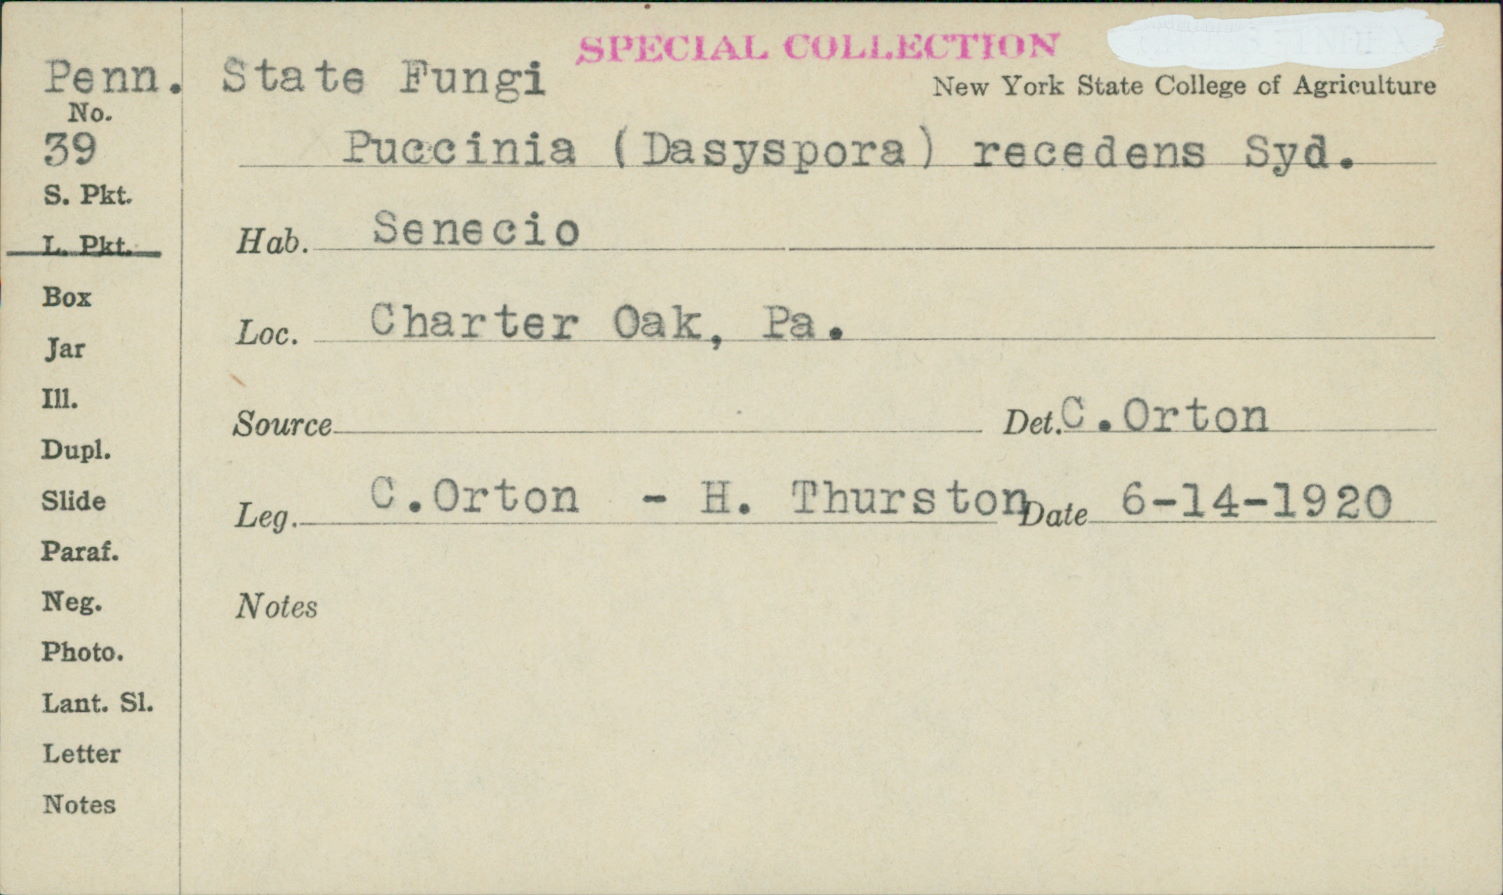 SPECIAL COLLECTION
Penn. State Fungi
New York State College of Agriculture
No.
39
Puccinia (Dasyspora) recedens Syd.
S. Pkt.
L. Pkt.
Hab. Senecio
Box
Loc. Charter Oak, Pa.
Jar
Ill.
Source Det. C.Orton
Dupl.
Slide
Leg. C.Orton - H. Thurston Date 6-14-1920
Paraf.
Neg.
Notes
Photo.
Lant. Sl.
Letter
Notes